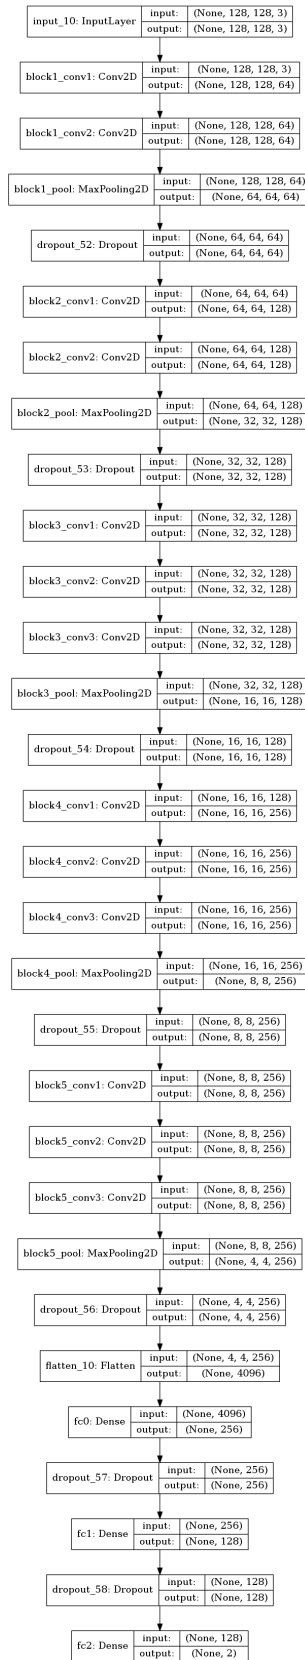 input_10: InputLayer input: (None, 128, 128, 3)
output: (None, 128, 128, 3)
block1_conv1: Conv2D input: (None, 128, 128, 3)
output: (None, 128, 128, 64)
block1_conv2: Conv2D input: (None, 128, 128, 64)
output: (None, 128, 128, 64)
block1_pool: MaxPooling2D input: (None, 128, 128, 64)
output: (None, 64, 64, 64)
dropout_52: Dropout input: (None, 64, 64, 64)
output: (None, 64, 64, 64)
block2_conv1: Conv2D input: (None, 64, 64, 64)
output: (None, 64, 64, 128)
block2_conv2: Conv2D input: (None, 64, 64, 128)
output: (None, 64, 64, 128)
block2_pool: MaxPooling2D input: (None, 64, 64, 128)
output: (None, 32, 32, 128)
dropout_53: Dropout input: (None, 32, 32, 128)
output: (None, 32, 32, 128)
block3_conv1: Conv2D input: (None, 32, 32, 128)
output: (None, 32, 32, 128)
block3_conv2: Conv2D input: (None, 32, 32, 128)
output: (None, 32, 32, 128)
block3_conv3: Conv2D input: (None, 32, 32, 128)
output: (None, 32, 32, 128)
block3_pool: MaxPooling2D input: (None, 32, 32, 128)
output: (None, 16, 16, 128)
dropout_54: Dropout input: (None, 16, 16, 128)
output: (None, 16, 16, 128)
block4_conv1: Conv2D input: (None, 16, 16, 128)
output: (None, 16, 16, 256)
block4_conv2: Conv2D input: (None, 16, 16, 256)
output: (None, 16, 16, 256)
block4_conv3: Conv2D input: (None, 16, 16, 256)
output: (None, 16, 16, 256)
block4_pool: MaxPooling2D input: (None, 16, 16, 256)
output: (None, 8, 8, 256)
dropout_55: Dropout input: (None, 8, 8, 256)
output: (None, 8, 8, 256)
block5_conv1: Conv2D input: (None, 8, 8, 256)
output: (None, 8, 8, 256)
block5_conv2: Conv2D input: (None, 8, 8, 256)
output: (None, 8, 8, 256)
block5_conv3: Conv2D input: (None, 8, 8, 256)
output: (None, 8, 8, 256)
block5_pool: MaxPooling2D input: (None, 8, 8, 256)
output: (None, 4, 4, 256)
dropout_56: Dropout input: (None, 4, 4, 256)
output: (None, 4, 4, 256)
flatten_10: Flatten input: (None, 4, 4, 256)
output: (None, 4096)
fc0: Dense input: (None, 4096)
output: (None, 256)
dropout_57: Dropout input: (None, 256)
output: (None, 256)
fc1: Dense input: (None, 256)
output: (None, 128)
dropout_58: Dropout input: (None, 128)
output: (None, 128)
fc2: Dense input: (None, 128)
output: (None, 2)